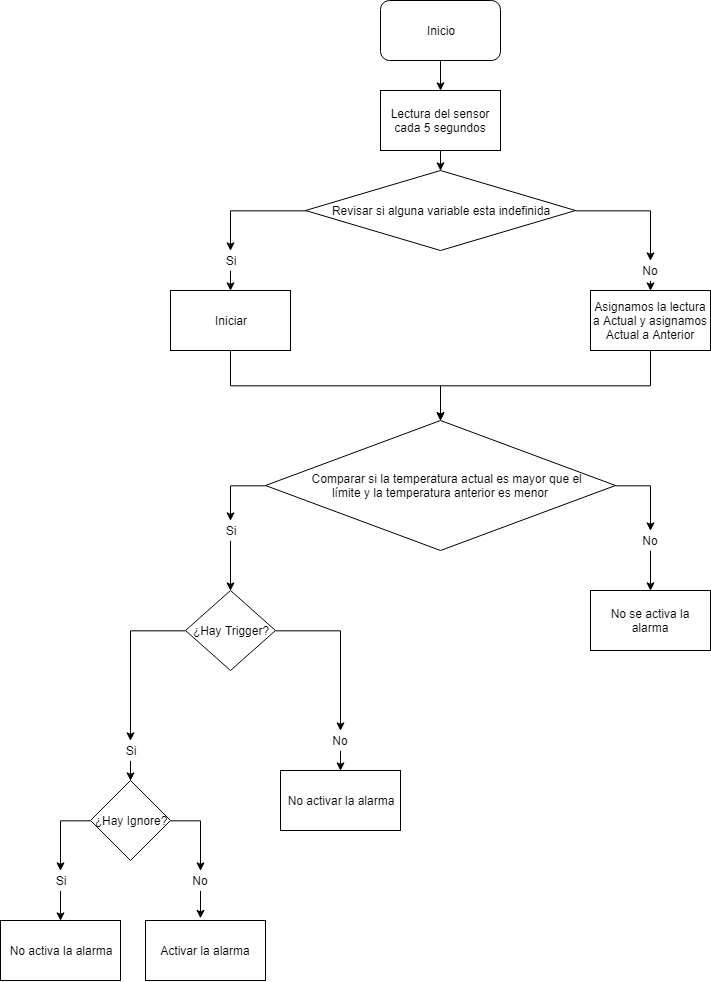 Inicio
Lectura del sensor
cada 5 segundos
Revisar si alguna variable esta indefinida
Si
No
Iniciar
Asignamos la lectura
a Actual y asignamos
Actual a Anterior
Comparar si la temperatura actual es mayor que el
límite y la temperatura anterior es menor
Si
No
No se activa la
alarma
¿Hay Trigger?
Si
No
No activar la alarma
¿Hay Ignore?
Si
No
No activa la alarma
Activar la alarma